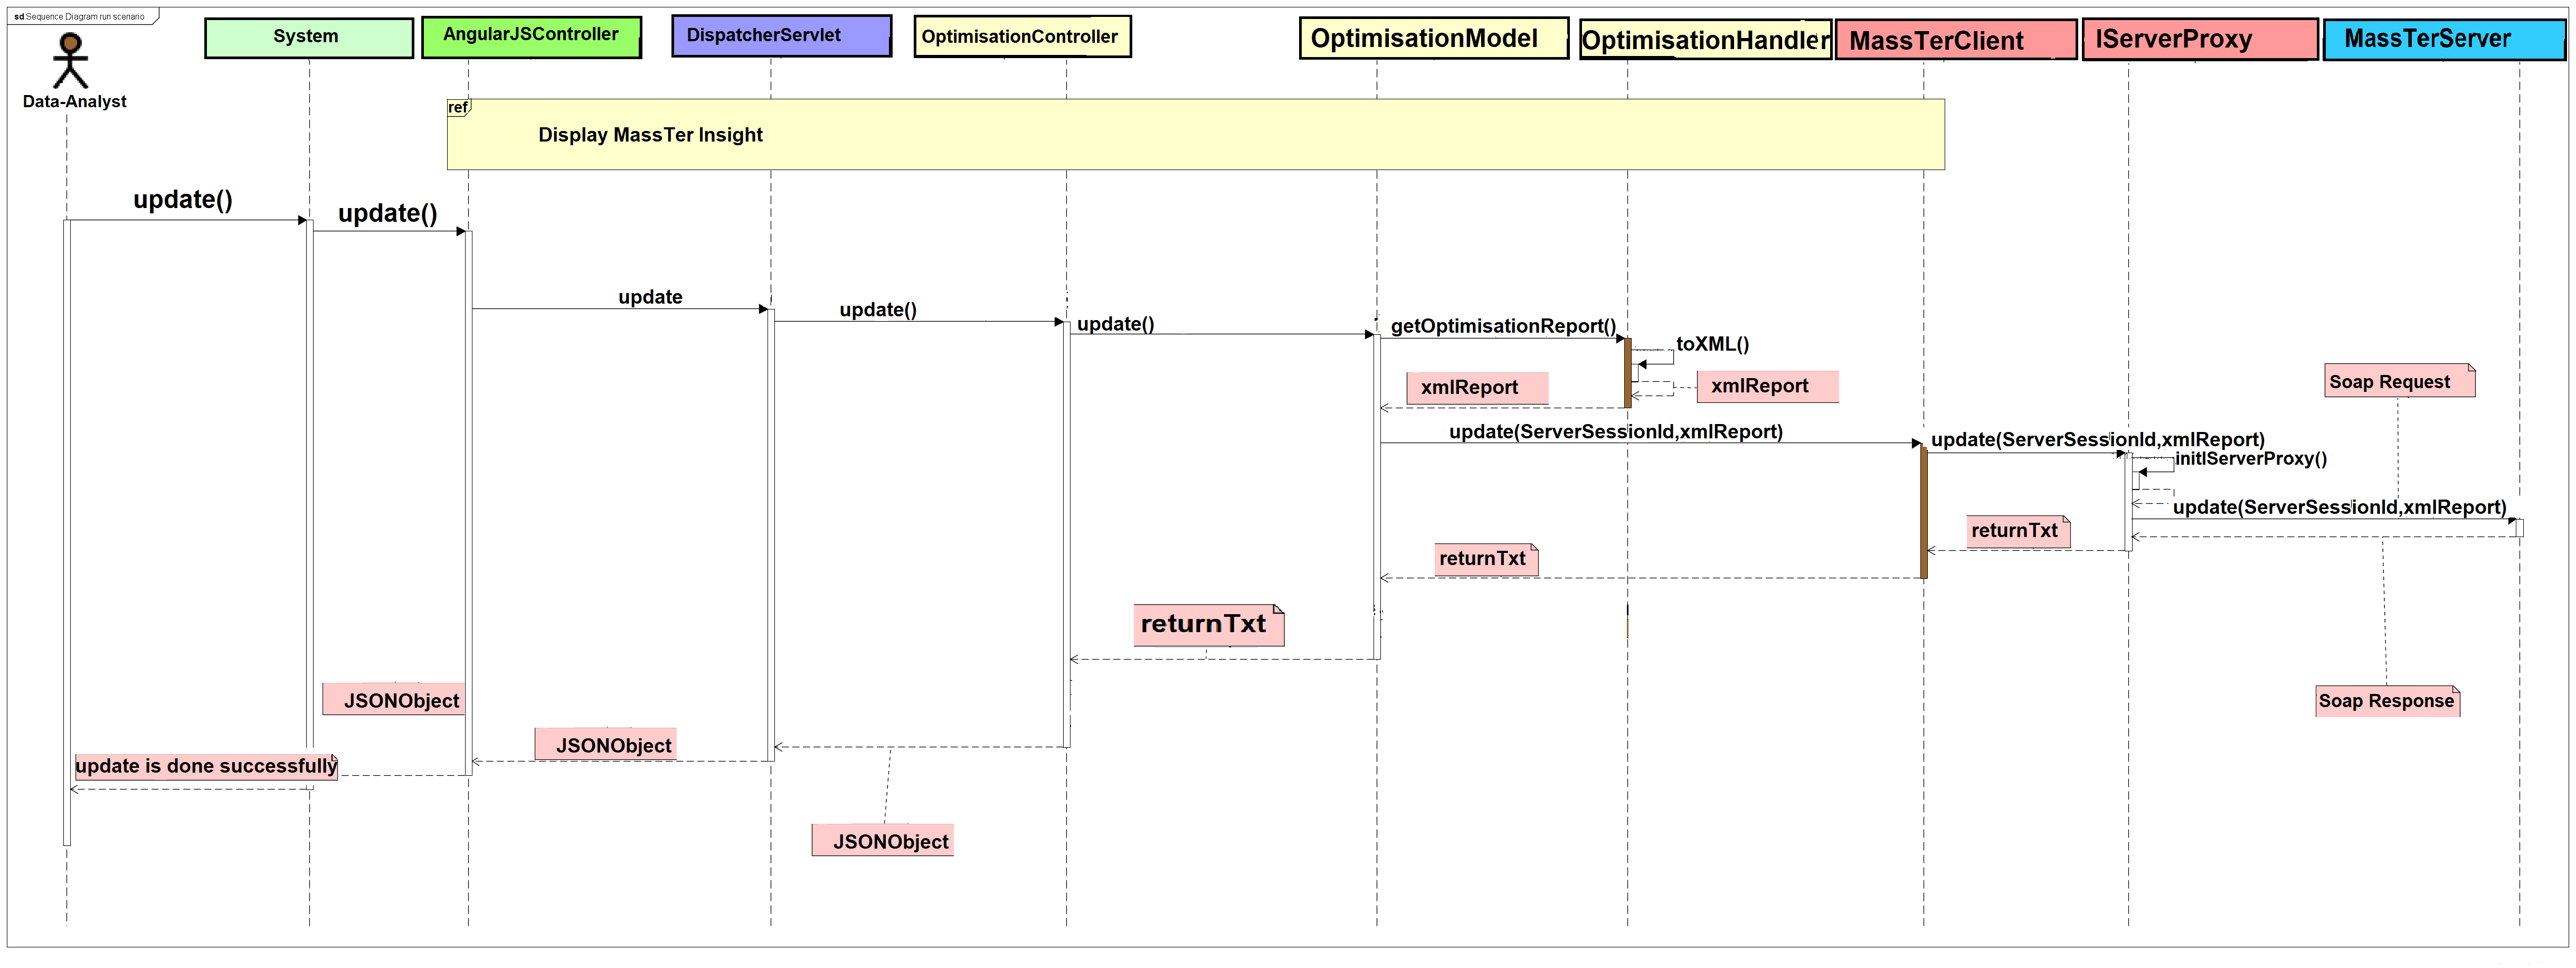 sd Sequence Diagram run scenario
System
AngularJSController
DispatcherServlet
OptimisationController
OptimisationModel
OptimisationHandler
MassTerClient
IServerProxy
MassTerServer
Data-Analyst
ref
Display MassTer Insight
update()
update()
update
update()
update()
getOptimisationReport()
toXML()
xmlReport
xmlReport
Soap Request
update(ServerSessionId,xmlReport)
update(ServerSessionId,xmlReport)
initIServerProxy()
update(ServerSessionId,xmlReport)
returnTxt
returnTxt
returnTxt
JSONObject
Soap Response
JSONObject
update is done successfully
JSONObject